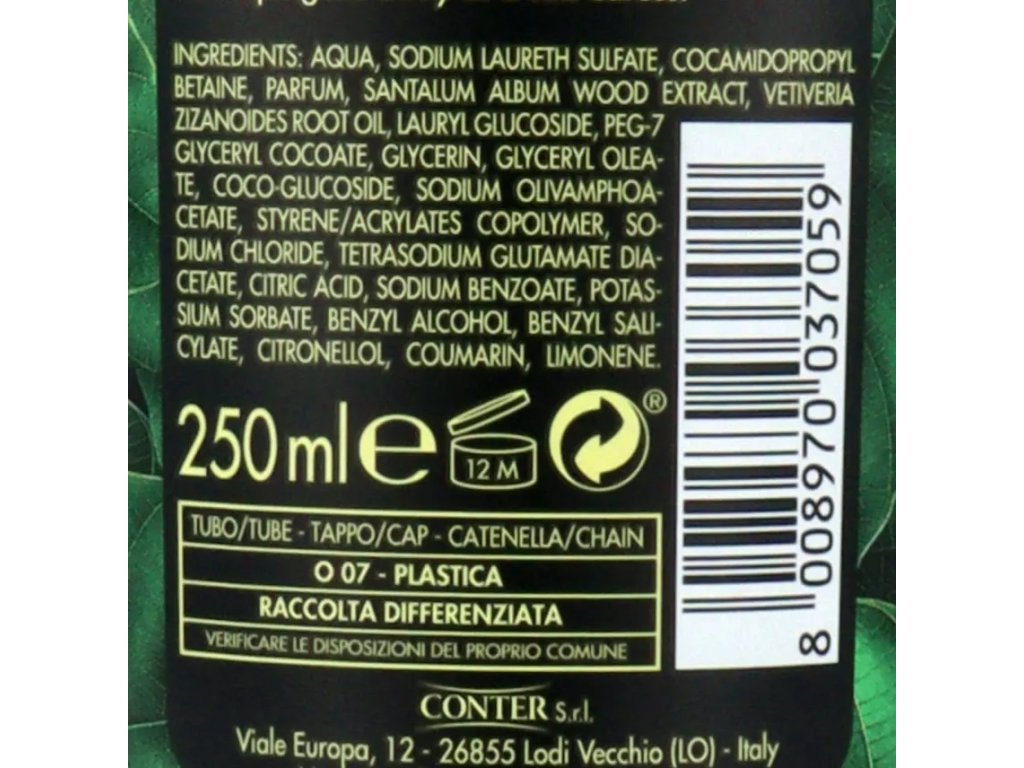 INGREDIENTS: AQUA, SODIUM LAURETH SULFATE, COCAMIDOPROPYL
BETAINE, PARFUM, SANTALUM ALBUM WOOD EXTRACT, VETIVERIA
ZIZANOIDES ROOT OIL, LAURYL GLUCOSIDE, PEG-7
GLYCERYL COCOATE, GLYCERIN, GLYCERYL OLEA-
TE, COCO-GLUCOSIDE, SODIUM OLIVAMPHOA-
CETATE, STYRENE/ACRYLATES COPOLYMER, SO-
DIUM CHLORIDE, TETRASODIUM GLUTAMATE DIA-
CETATE, CITRIC ACID, SODIUM BENZOATE, POTAS-
SIUM SORBATE, BENZYL ALCOHOL, BENZYL SALI-
CYLATE, CITRONELLOL, COUMARIN, LIMONENE.
8 008970 037059
250 ml e 12 M ®
TUBO/TUBE - TAPPO/CAP - CATENELLA/CHAIN
O 07 - PLASTICA
RACCOLTA DIFFERENZIATA
VERIFICARE LE DISPOSIZIONI DEL PROPRIO COMUNE
CONTER S.r.l.
Viale Europa, 12 - 26855 Lodi Vecchio (LO) - Italy